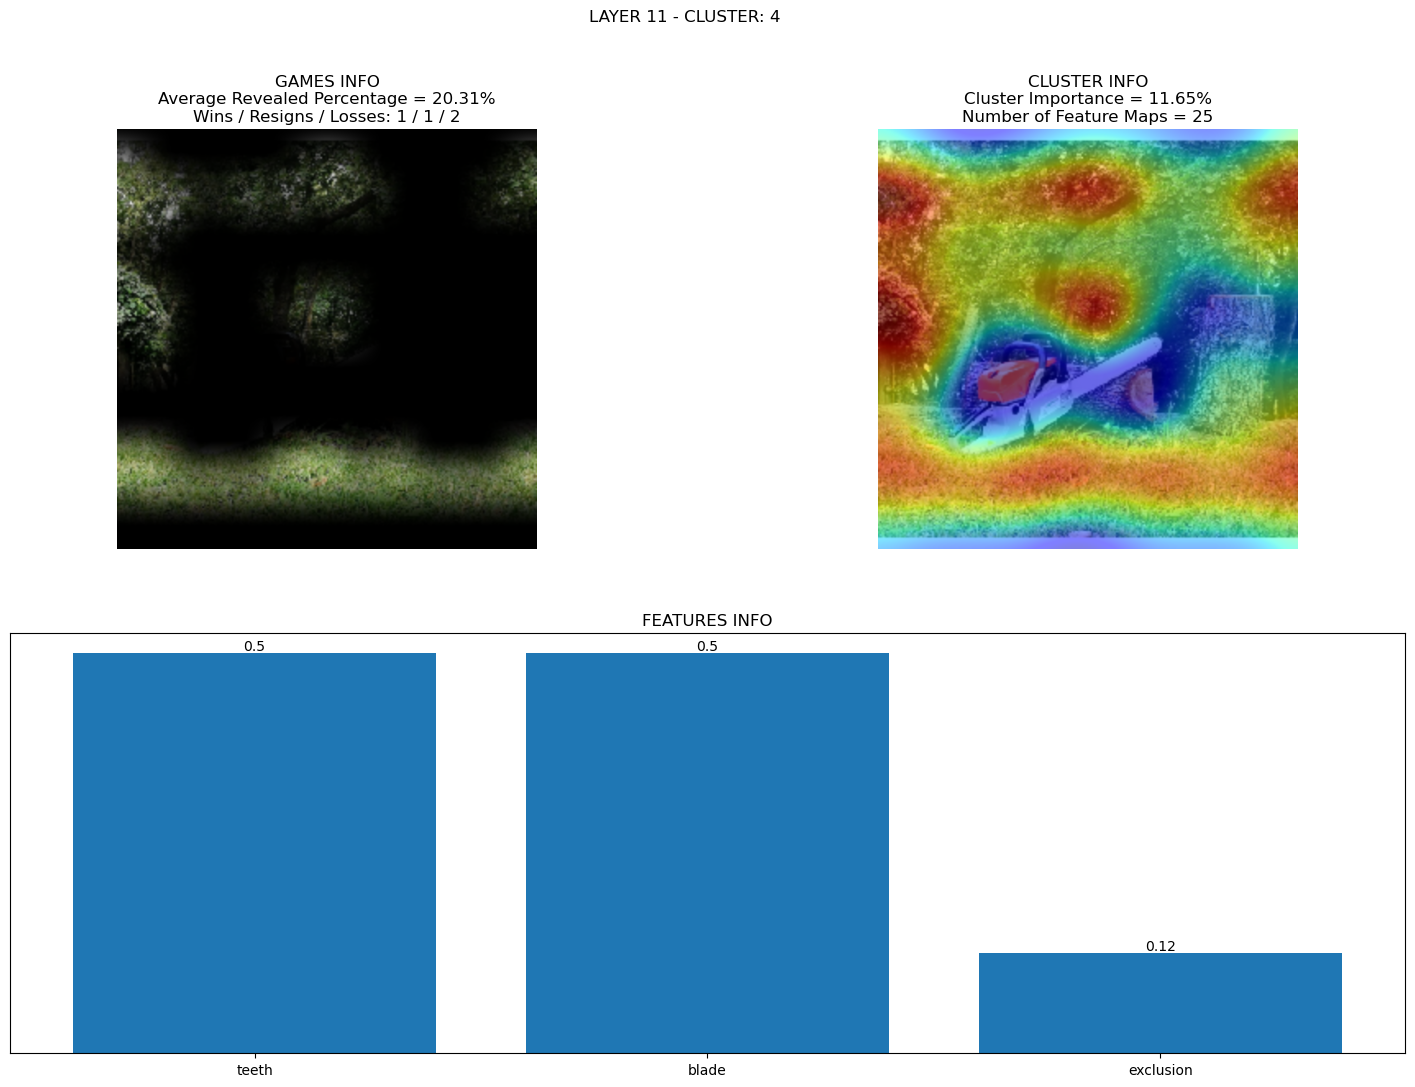 LAYER 11 - CLUSTER: 4
GAMES INFO
Average Revealed Percentage = 20.31%
Wins / Resigns / Losses: 1 / 1 / 2
CLUSTER INFO
Cluster Importance = 11.65%
Number of Feature Maps = 25
FEATURES INFO
0.5
0.5
0.12
teeth
blade
exclusion